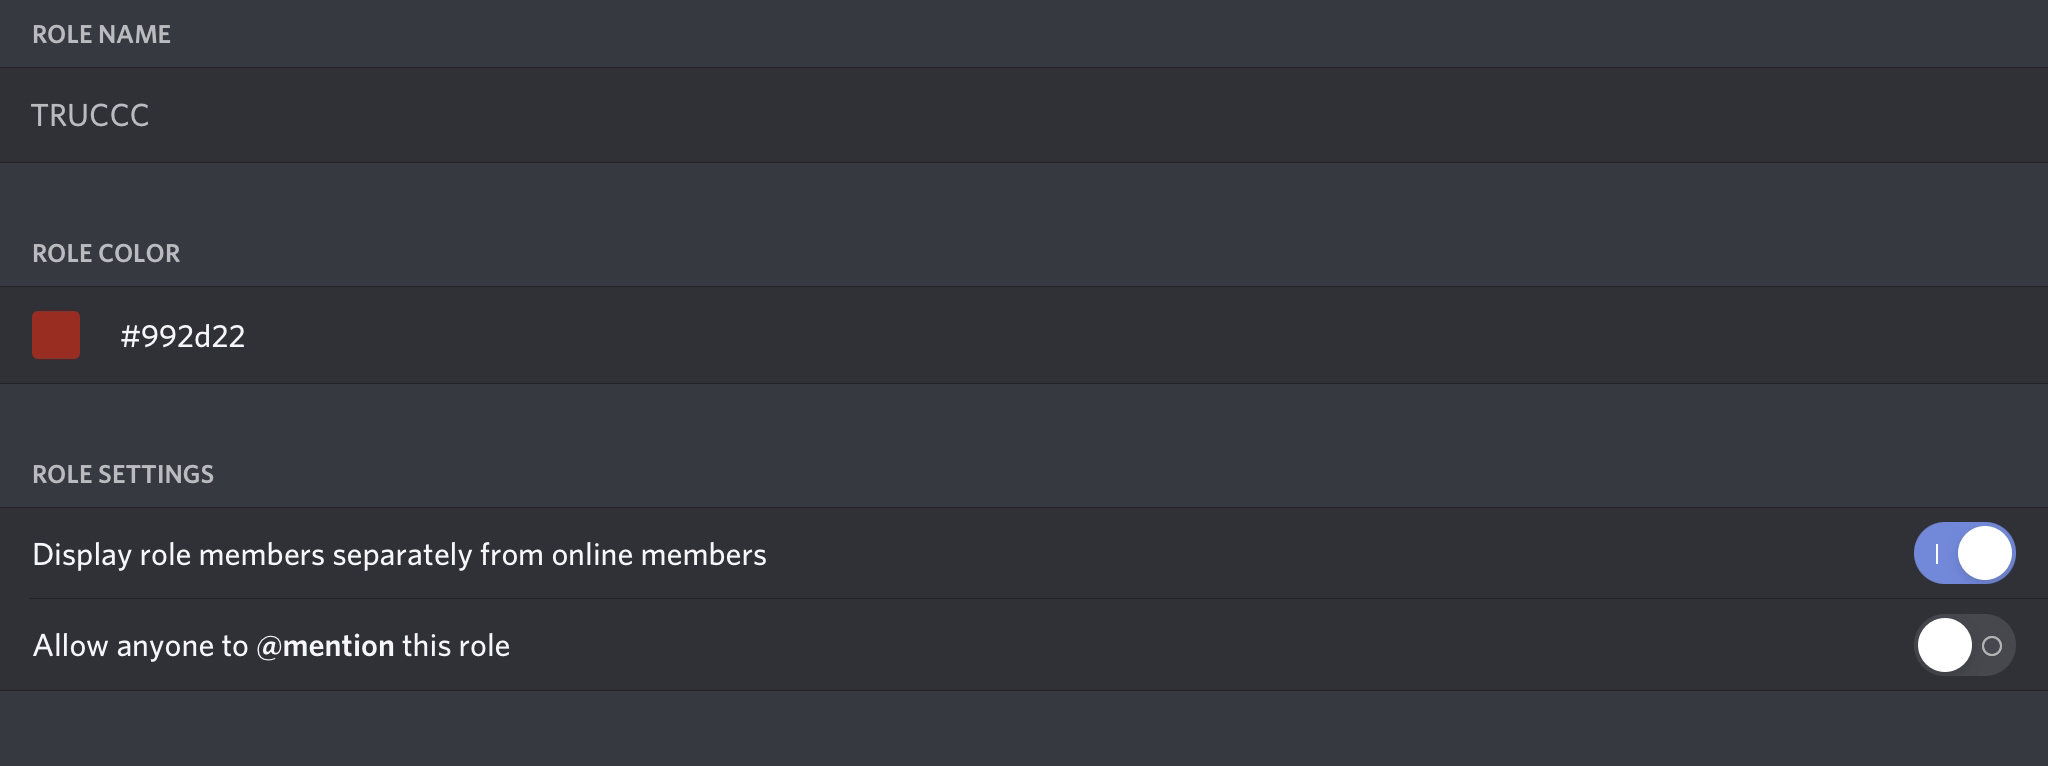 ROLE NAME
TRUCCC
ROLE COLOR
#992d22
ROLE SETTINGS
Display role members separately from online members
Allow anyone to @mention this role